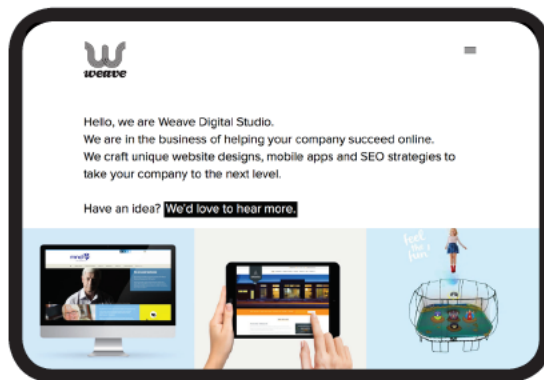 weave
Hello, we are Weave Digital Studio.
We are in the business of helping your company succeed online.
We craft unique website designs, mobile apps and SEO strategies to
take your company to the next level.
Have an idea? We'd love to hear more.
mind
feel
the
fun